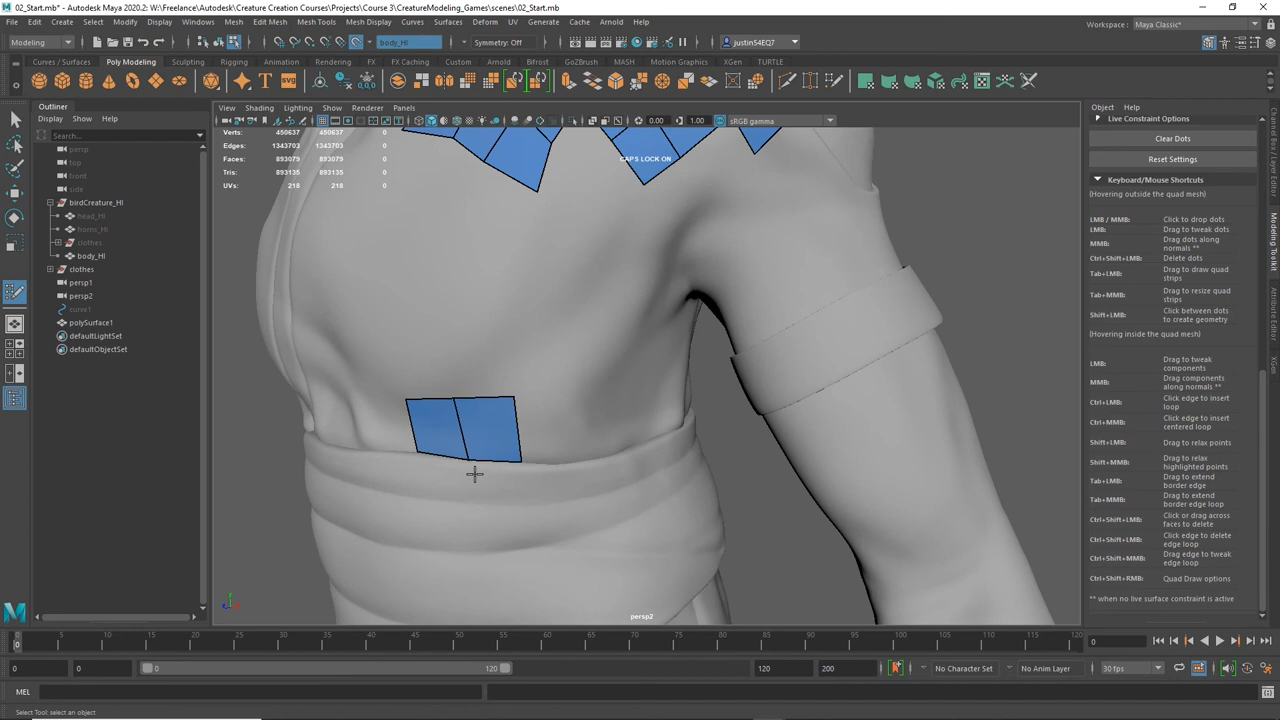 02_Start.mb* - Autodesk Maya 2020.2: W:\Freelance\Creature Creation Courses\Projects\Course 3\CreatureModeling_Games\scenes\02_Start.mb
File Edit Create Select Modify Display Windows Mesh Edit Mesh Mesh Tools Mesh Display Curves Surfaces Deform UV Generate Cache Arnold Help
Workspace : Maya Classic*
Modeling
body_HI
Symmetry: Off
justin54EQ7
Curves / Surfaces Poly Modeling Sculpting Rigging Animation Rendering FX FX Caching Custom Arnold Bifrost GoZBrush MASH Motion Graphics XGen TURTLE
Outliner
Display Show Help
Search...
persp
top
front
side
birdCreature_HI
head_HI
horns_HI
clothes
body_HI
clothes
persp1
persp2
curve1
polySurface1
defaultLightSet
defaultObjectSet
View Shading Lighting Show Renderer Panels
0.00 1.00 sRGB gamma
Verts: 450637 450637 0
Edges: 1343703 1343703 0
Faces: 893079 893079 0
Tris: 893135 893135 0
UVs: 218 218 0
CAPS LOCK ON
persp2
Object Help
Live Constraint Options
Clear Dots
Reset Settings
Keyboard/Mouse Shortcuts
(Hovering outside the quad mesh)
LMB / MMB: Click to drop dots
LMB: Drag to tweak dots
MMB: Drag dots along normals **
Ctrl+Shift+LMB: Delete dots
Tab+LMB: Drag to draw quad strips
Tab+MMB: Drag to resize quad strips
Shift+LMB: Click between dots to create geometry
(Hovering inside the quad mesh)
LMB: Drag to tweak components
MMB: Drag components along normals **
Ctrl+LMB: Click edge to insert loop
Ctrl+MMB: Click edge to insert centered loop
Shift+LMB: Drag to relax points
Shift+MMB: Drag to relax highlighted points
Tab+LMB: Drag to extend border edge
Tab+MMB: Drag to extend border edge loop
Ctrl+Shift+LMB: Click or drag across faces to delete
Ctrl+Shift+LMB: Click edge to delete edge loop
Ctrl+Shift+MMB: Drag edge to tweak edge loop
Ctrl+Shift+RMB: Quad Draw options
** when no live surface constraint is active
Channel Box / Layer Editor
Modeling Toolkit
Attribute Editor
XGen
0 5 10 15 20 25 30 35 40 45 50 55 60 65 70 75 80 85 90 95 100 105 110 115 120
0
0
0 0 0 120 120 200 No Character Set No Anim Layer 30 fps
MEL
Select Tool: select an object